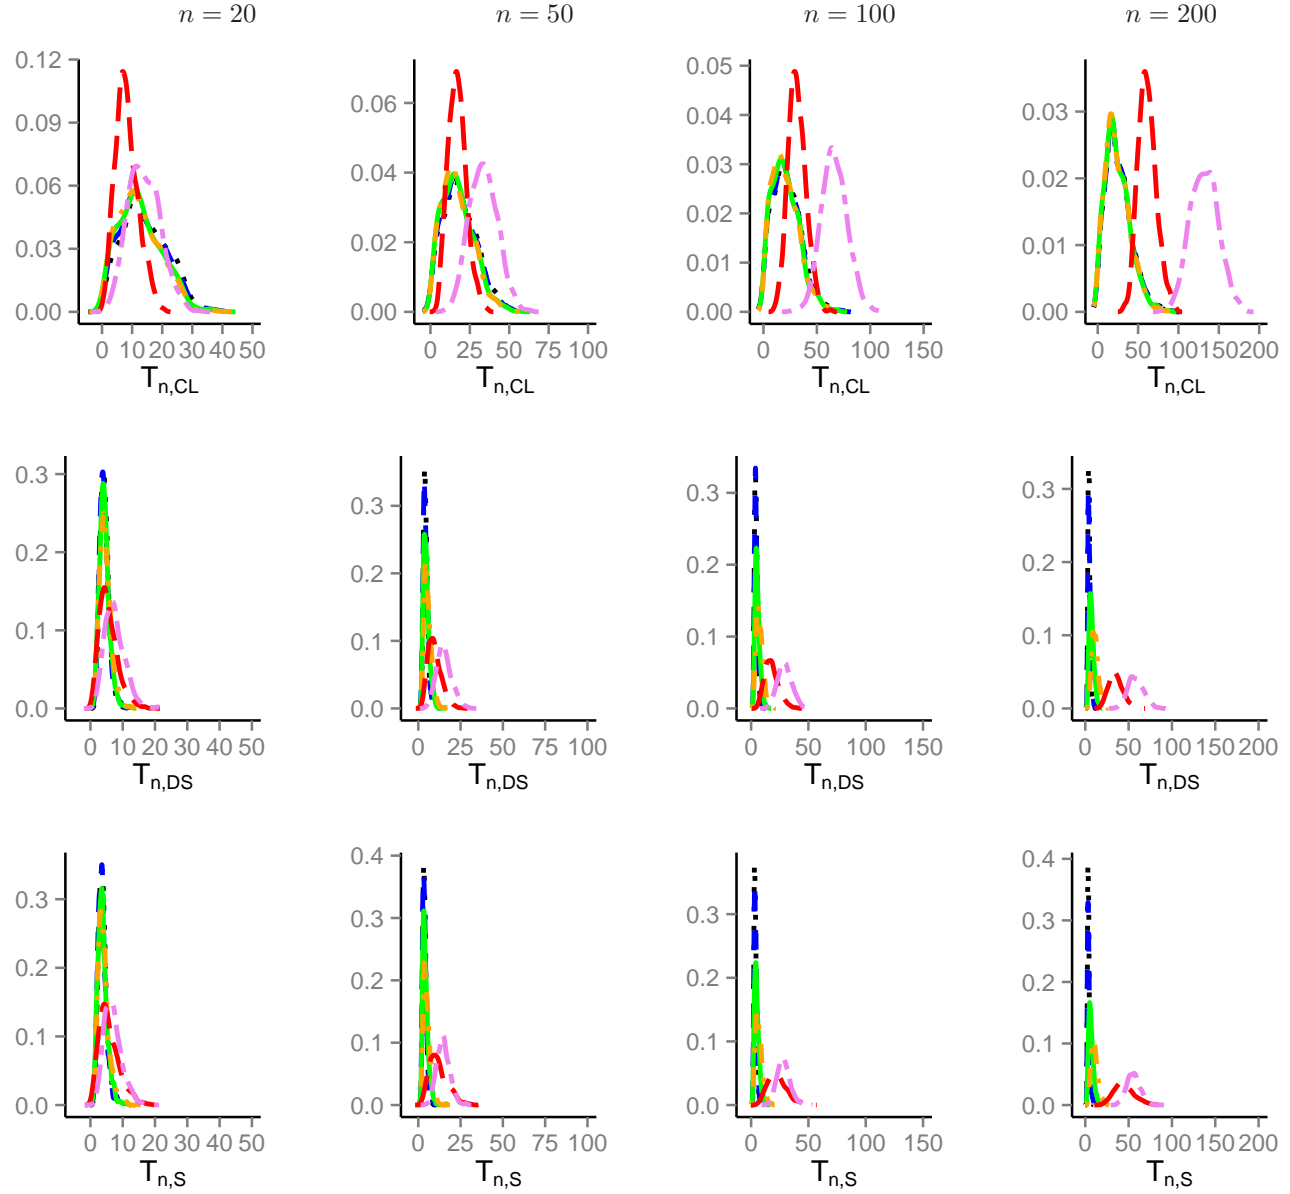 n = 20 n = 50 n = 100 n = 200
0.12 0.09 0.06 0.03 0.00
0 10 20 30 40 50
T_n,CL
0.06 0.04 0.02 0.00
0 25 50 75 100
T_n,CL
0.05 0.04 0.03 0.02 0.01 0.00
0 50 100 150
T_n,CL
0.03 0.02 0.01 0.00
0 50 100 150 200
T_n,CL
0.3 0.2 0.1 0.0
0 10 20 30 40 50
T_n,DS
0.3 0.2 0.1 0.0
0 25 50 75 100
T_n,DS
0.3 0.2 0.1 0.0
0 50 100 150
T_n,DS
0.3 0.2 0.1 0.0
0 50 100 150 200
T_n,DS
0.3 0.2 0.1 0.0
0 10 20 30 40 50
T_n,S
0.4 0.3 0.2 0.1 0.0
0 25 50 75 100
T_n,S
0.3 0.2 0.1 0.0
0 50 100 150
T_n,S
0.4 0.3 0.2 0.1 0.0
0 50 100 150 200
T_n,S